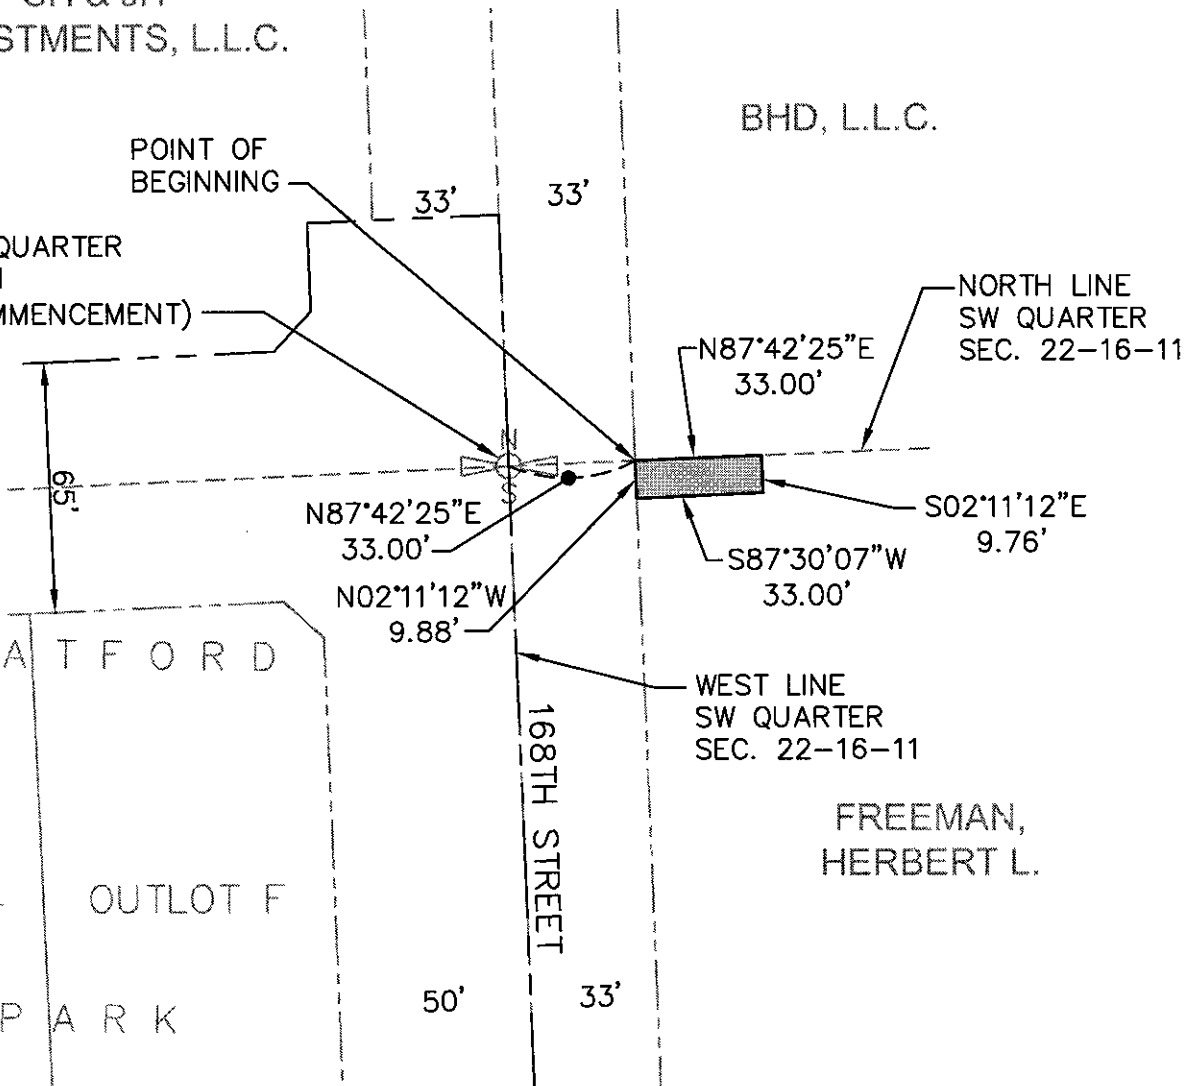 STMENTS, L.L.C.
BHD, L.L.C.
POINT OF
BEGINNING
33'
33'
QUARTER
MMENCEMENT)
NORTH LINE
SW QUARTER
SEC. 22-16-11
N87°42'25"E
33.00'
65'
N
S
N87°42'25"E
33.00'
S02°11'12"E
9.76'
S87°30'07"W
33.00'
N02°11'12"W
9.88'
ATFORD
WEST LINE
SW QUARTER
SEC. 22-16-11
168TH STREET
FREEMAN,
HERBERT L.
OUTLOT F
50'
33'
PARK